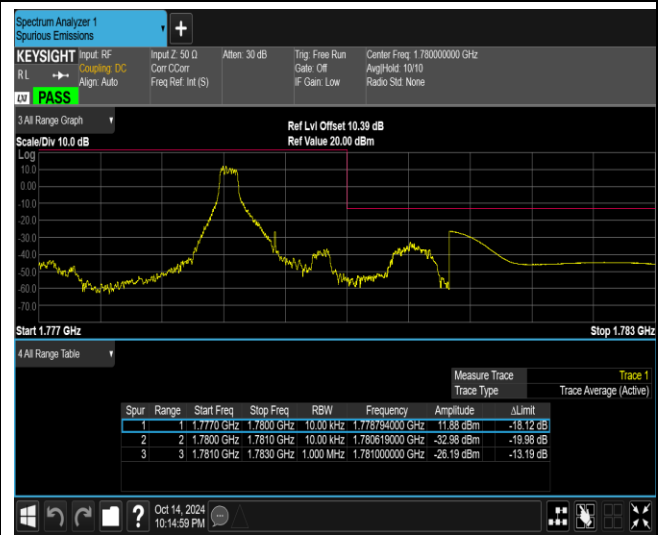 Spectrum Analyzer 1
Spurious Emissions
KEYSIGHT Input: RF
RL
Coupling: DC
Align: Auto
Input Z: 50 Ω
Corr CCorr
Freq Ref: Int (S)
Atten: 30 dB
Trig: Free Run
Gate: Off
IF Gain: Low
Center Freq: 1.780000000 GHz
Avg|Hold: 10/10
Radio Std: None
LXI PASS
3 All Range Graph
Ref Lvl Offset 10.39 dB
Scale/Div 10.0 dB
Ref Value 20.00 dBm
Log
10.0
0.00
-10.0
-20.0
-30.0
-40.0
-50.0
-60.0
-70.0
Start 1.777 GHz
Stop 1.783 GHz
4 All Range Table
Measure Trace Trace 1
Trace Type Trace Average (Active)
Spur Range Start Freq Stop Freq RBW Frequency Amplitude ΔLimit
1 1 1.7770 GHz 1.7800 GHz 10.00 kHz 1.778794000 GHz 11.88 dBm -18.12 dB
2 2 1.7800 GHz 1.7810 GHz 10.00 kHz 1.780619000 GHz -32.98 dBm -19.98 dB
3 3 1.7810 GHz 1.7830 GHz 1.000 MHz 1.781000000 GHz -26.19 dBm -13.19 dB
?
Oct 14, 2024
10:14:59 PM